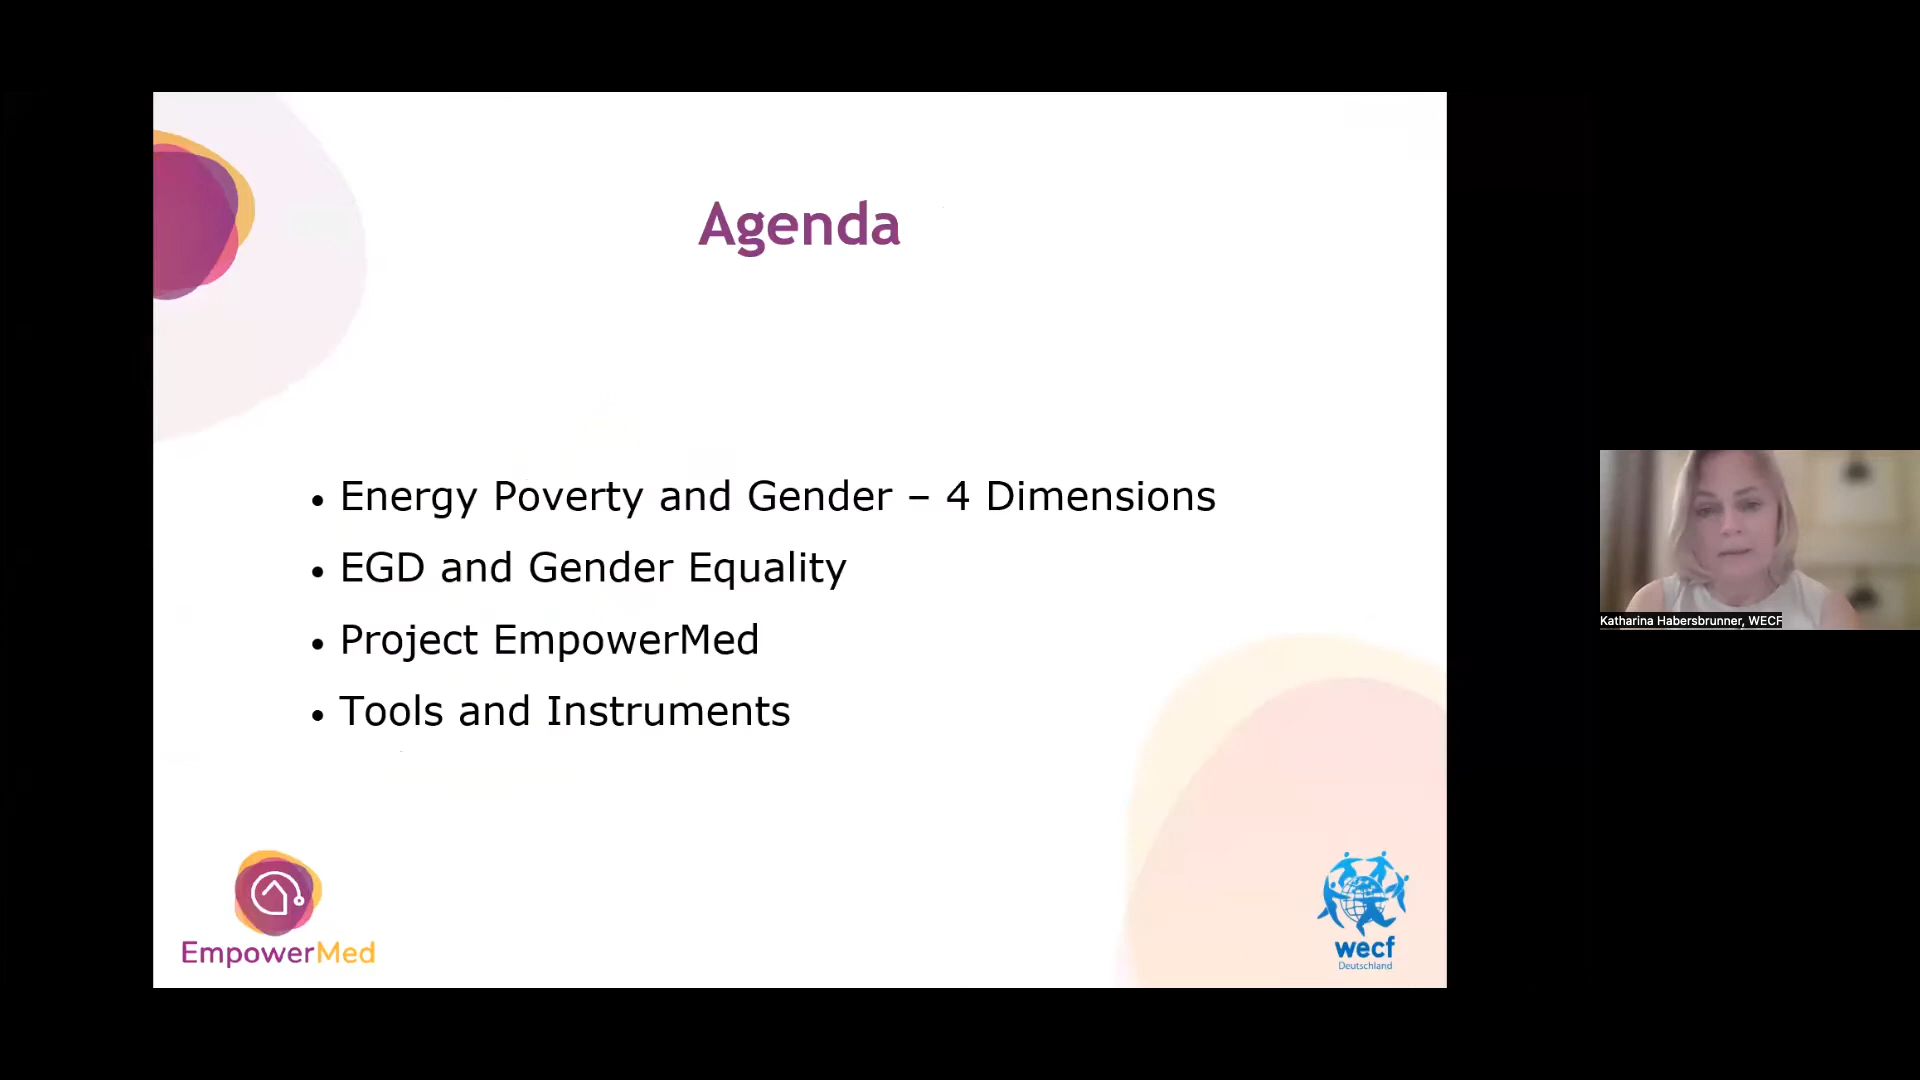 Agenda
• Energy Poverty and Gender – 4 Dimensions
• EGD and Gender Equality
• Project EmpowerMed
• Tools and Instruments
Katharina Habersbrunner, WECF
EmpowerMed
wecf
Deutschland